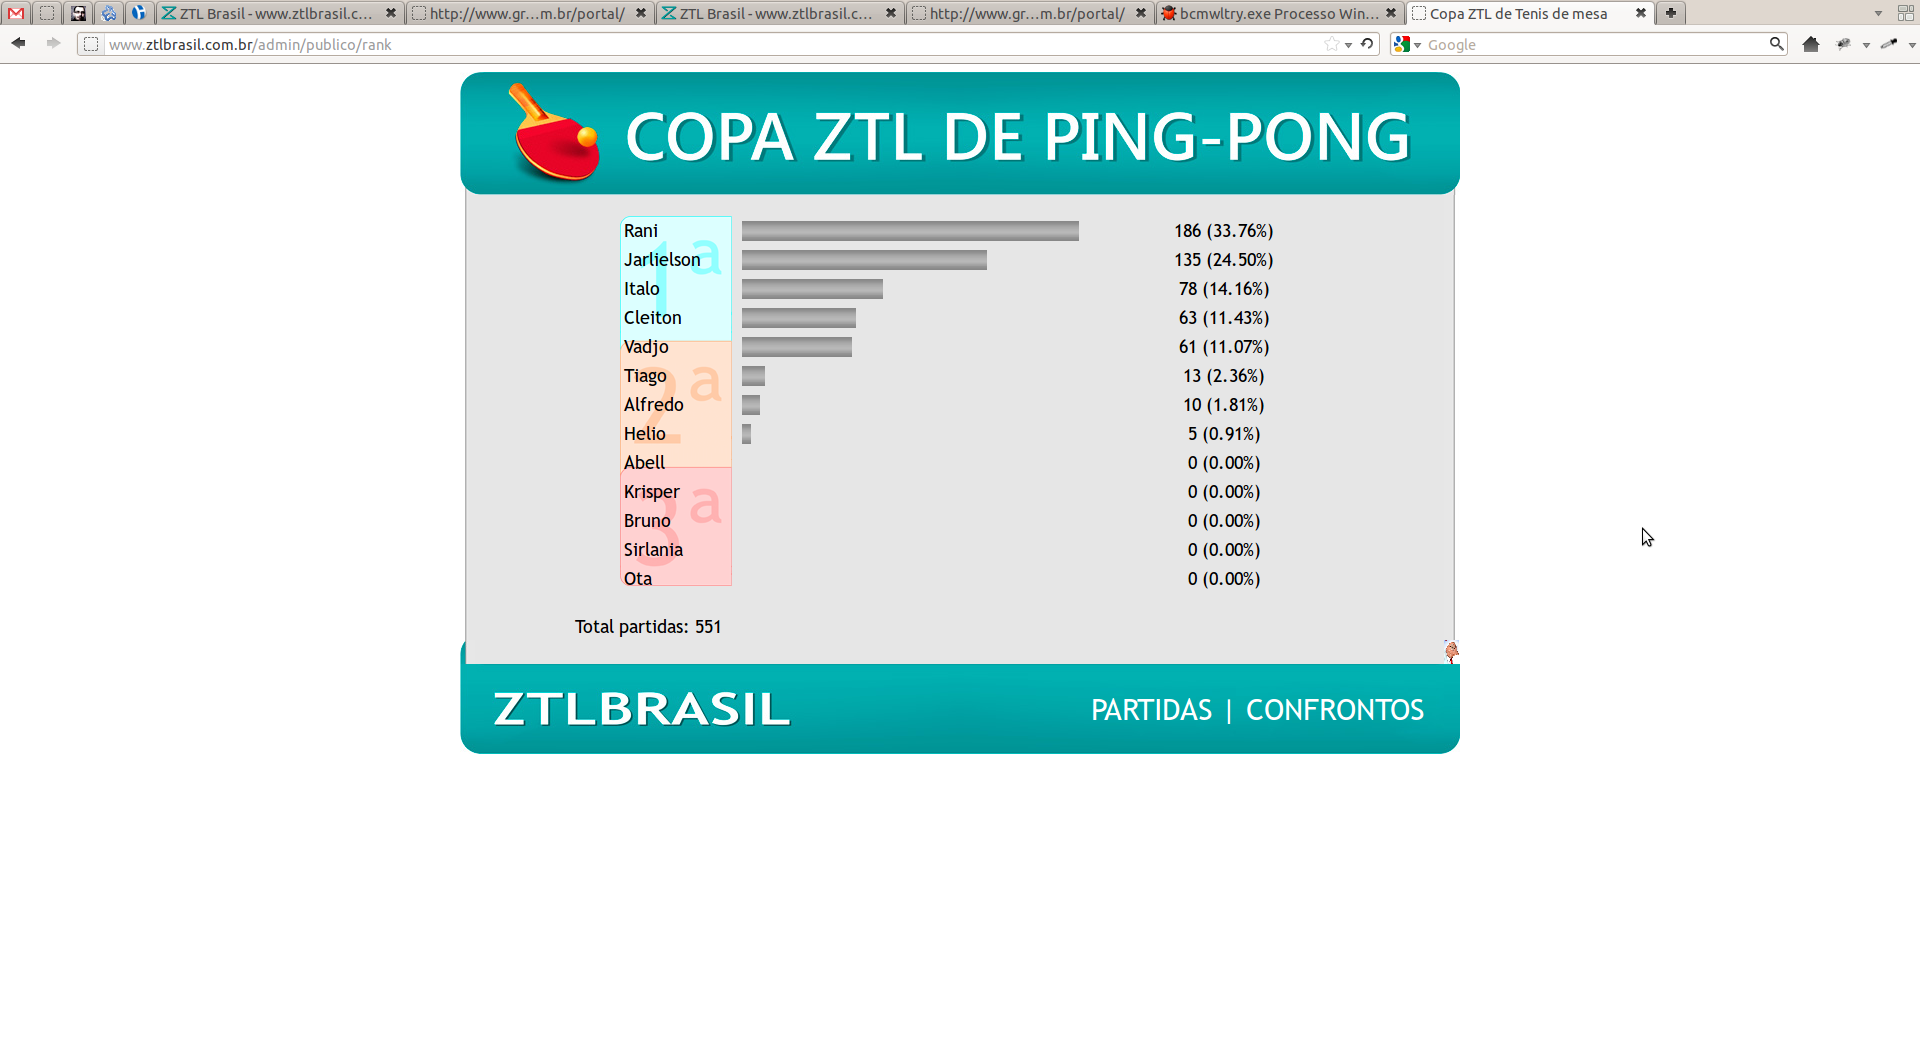 ZTL Brasil - www.ztlbrasil.c...
http://www.gr...m.br/portal/
ZTL Brasil - www.ztlbrasil.c...
http://www.gr...m.br/portal/
bcmwltry.exe Processo Win...
Copa ZTL de Tenis de mesa
www.ztlbrasil.com.br/admin/publico/rank
Google
COPA ZTL DE PING-PONG
1ª
2ª
3ª
Rani 186 (33.76%)
Jarlielson 135 (24.50%)
Italo 78 (14.16%)
Cleiton 63 (11.43%)
Vadjo 61 (11.07%)
Tiago 13 (2.36%)
Alfredo 10 (1.81%)
Helio 5 (0.91%)
Abell 0 (0.00%)
Krisper 0 (0.00%)
Bruno 0 (0.00%)
Sirlania 0 (0.00%)
Ota 0 (0.00%)
Total partidas: 551
ZTLBRASIL
PARTIDAS | CONFRONTOS